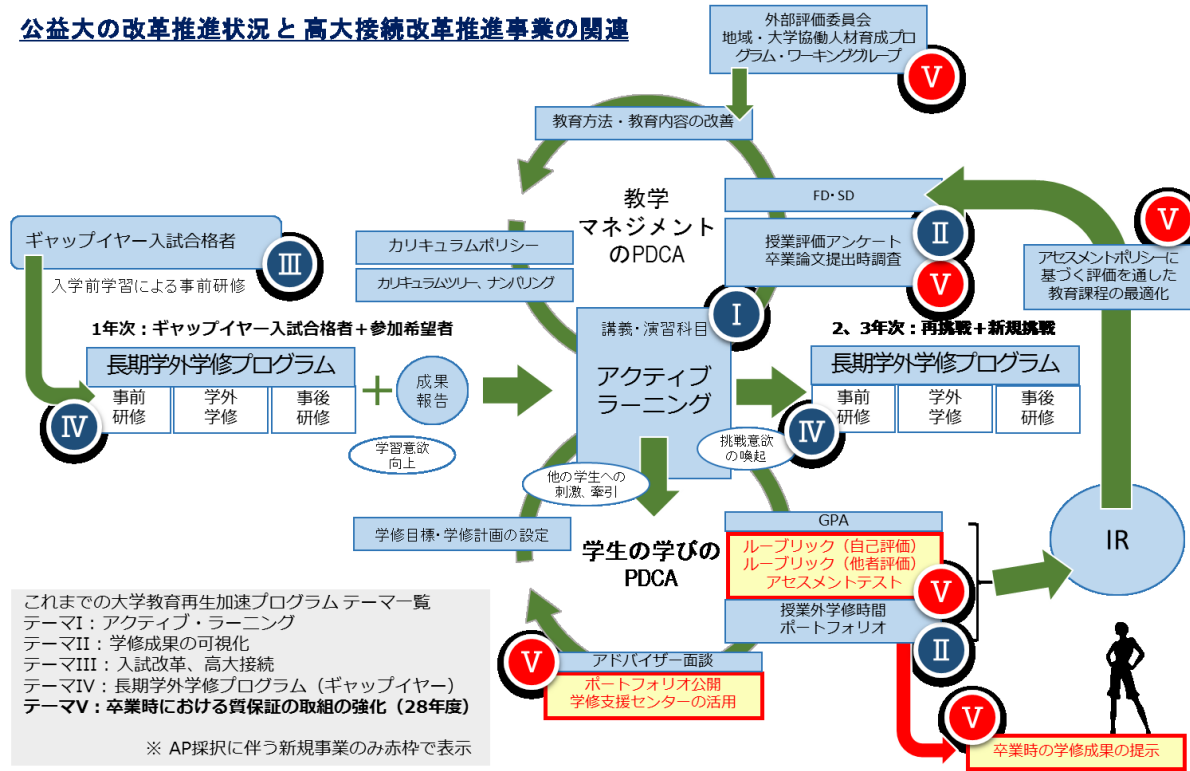 公益大の改革推進状況 と 高大接続改革推進事業の関連
外部評価委員会
地域・大学協働人材育成プロ
グラム・ワーキンググループ
V
教育方法・教育内容の改善
教学
マネジメント
のPDCA
FD・SD
II
授業評価アンケート
卒業論文提出時調査
V
V
アセスメントポリシーに
基づく評価を通した
教育課程の最適化
ギャップイヤー入試合格者
III
入学前学習による事前研修
カリキュラムポリシー
カリキュラムツリー、ナンバリング
1年次：ギャップイヤー入試合格者＋参加希望者
長期学外学修プログラム
事前
研修
学外
学修
事後
研修
IV
+
成果
報告
学習意欲
向上
I
講義・演習科目
アクティブ
ラーニング
他の学生への
刺激、牽引
挑戦意欲
の喚起
2、3年次：再挑戦＋新規挑戦
長期学外学修プログラム
事前
研修
学外
学修
事後
研修
IV
学修目標・学修計画の設定
学生の学びの
PDCA
GPA
ルーブリック（自己評価）
ルーブリック（他者評価）
アセスメントテスト
V
授業外学修時間
ポートフォリオ
II
IR
V
アドバイザー面談
ポートフォリオ公開
学修支援センターの活用
V
卒業時の学修成果の提示
これまでの大学教育再生加速プログラム テーマ一覧
テーマI：アクティブ・ラーニング
テーマII：学修成果の可視化
テーマIII：入試改革、高大接続
テーマIV：長期学外学修プログラム（ギャップイヤー）
テーマV：卒業時における質保証の取組の強化（28年度）
※ AP採択に伴う新規事業のみ赤枠で表示